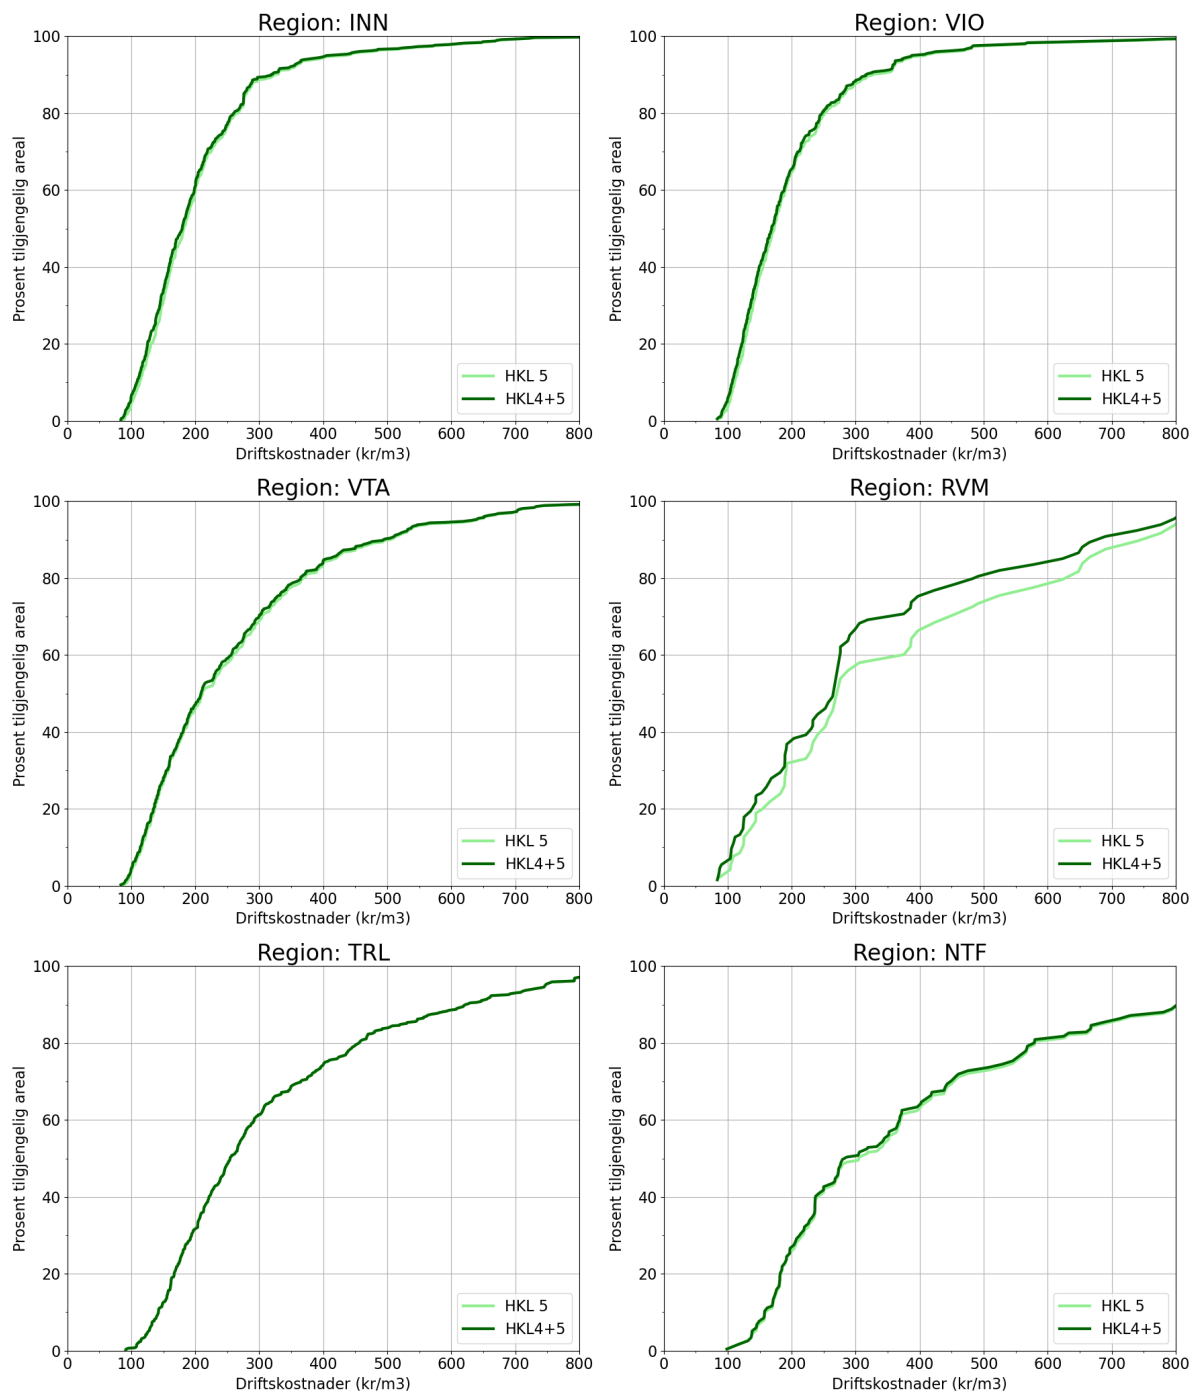 Region: INN
100
80
60
40
20
0
Prosent tilgjengelig areal
HKL 5
HKL4+5
0 100 200 300 400 500 600 700 800
Driftskostnader (kr/m3)
Region: VIO
100
80
60
40
20
0
Prosent tilgjengelig areal
HKL 5
HKL4+5
0 100 200 300 400 500 600 700 800
Driftskostnader (kr/m3)
Region: VTA
100
80
60
40
20
0
Prosent tilgjengelig areal
HKL 5
HKL4+5
0 100 200 300 400 500 600 700 800
Driftskostnader (kr/m3)
Region: RVM
100
80
60
40
20
0
Prosent tilgjengelig areal
HKL 5
HKL4+5
0 100 200 300 400 500 600 700 800
Driftskostnader (kr/m3)
Region: TRL
100
80
60
40
20
0
Prosent tilgjengelig areal
HKL 5
HKL4+5
0 100 200 300 400 500 600 700 800
Driftskostnader (kr/m3)
Region: NTF
100
80
60
40
20
0
Prosent tilgjengelig areal
HKL 5
HKL4+5
0 100 200 300 400 500 600 700 800
Driftskostnader (kr/m3)